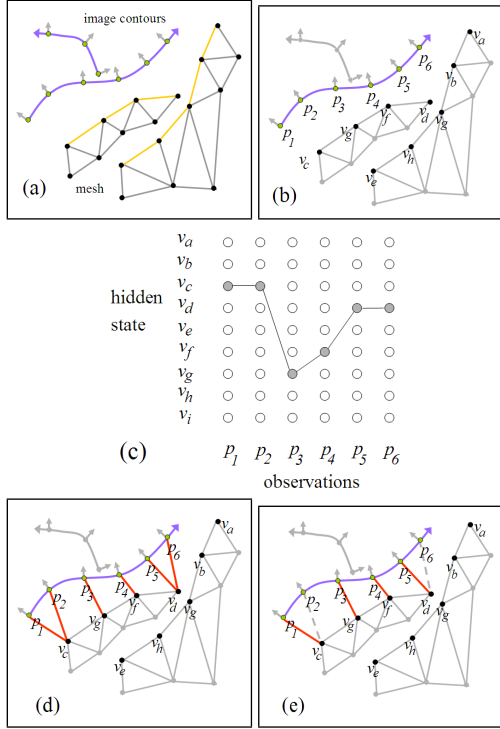 image contours
mesh
(a)
p1
p2
p3
p4
p5
p6
va
vb
vc
vg
vf
vd
vg
vh
ve
(b)
hidden
state
va
vb
vc
vd
ve
vf
vg
vh
vi
p1 p2 p3 p4 p5 p6
observations
(c)
p1
p2
p3
p4
p5
p6
va
vb
vc
vg
vf
vd
vg
vh
ve
(d)
p1
p2
p3
p4
p5
p6
va
vb
vc
vg
vf
vd
vg
vh
ve
(e)